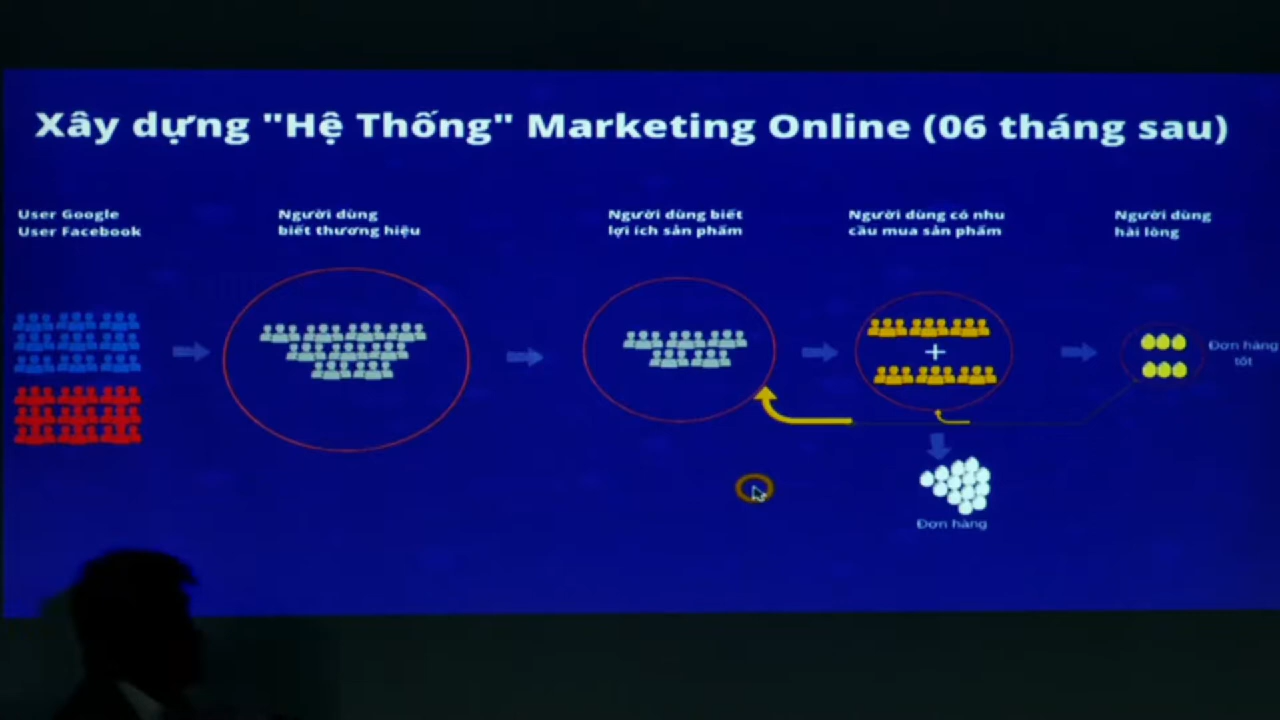 Xây dựng "Hệ Thống" Marketing Online (06 tháng sau)
User Google
User Facebook
Người dùng
biết thương hiệu
Người dùng biết
lợi ích sản phẩm
Người dùng có nhu
cầu mua sản phẩm
Người dùng
hài lòng
Đơn hàng
tốt
Đơn hàng